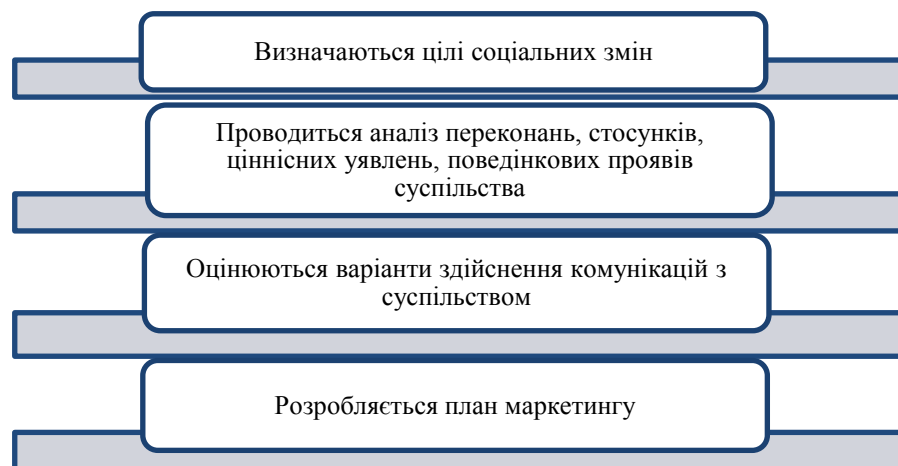 Визначаються цілі соціальних змін
Проводиться аналіз переконань, стосунків,
ціннісних уявлень, поведінкових проявів
суспільства
Оцінюються варіанти здійснення комунікацій з
суспільством
Розробляється план маркетингу